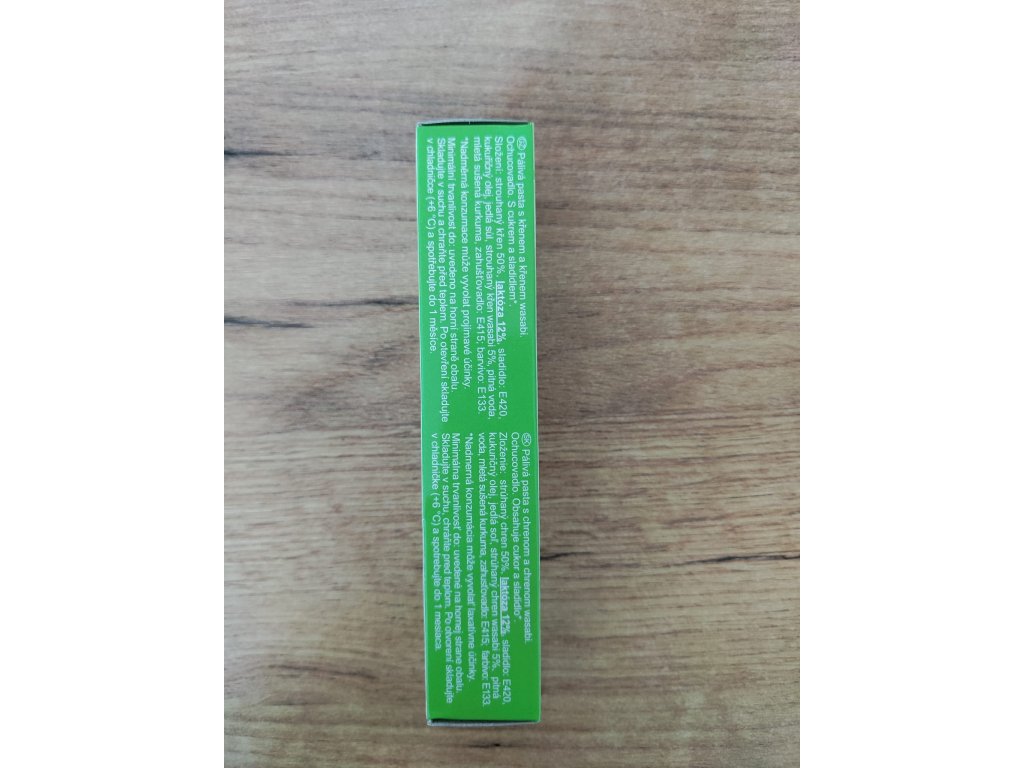 CZ Pálivá pasta s křenem a křenem wasabi.
Ochucovadlo. S cukrem a sladidlem*
Složení: strouhaný křen 50%, laktóza 12%, sladidlo: E420,
kukuřičný olej, jedlá sůl, strouhaný křen wasabi 5%, pitná voda,
mletá sušená kurkuma, zahušťovadlo: E415; barvivo: E133.
*Nadměrná konzumace může vyvolat projímavé účinky.
Minimální trvanlivost do: uvedeno na horní straně obalu.
Skladujte v suchu a chraňte před teplem. Po otevření skladujte
v chladničce (+6 °C) a spotřebujte do 1 měsíce.
SK Pálivá pasta s chrenom a chrenom wasabi.
Ochucovadlo. Obsahuje cukor a sladidlo*.
Zloženie: strúhaný chren 50%, laktóza 12%, sladidlo: E420,
kukuričný olej, jedlá soľ, strúhaný chren wasabi 5%, pitná
voda, mletá sušená kurkuma, zahusťovadlo: E415; farbivo: E133.
*Nadmerná konzumácia môže vyvolať laxatívne účinky.
Minimálna trvanlivosť do: uvedené na hornej strane obalu.
Skladujte v suchu, chráňte pred teplom. Po otvorení skladujte
v chladničke (+6 °C) a spotrebujte do 1 mesiaca.